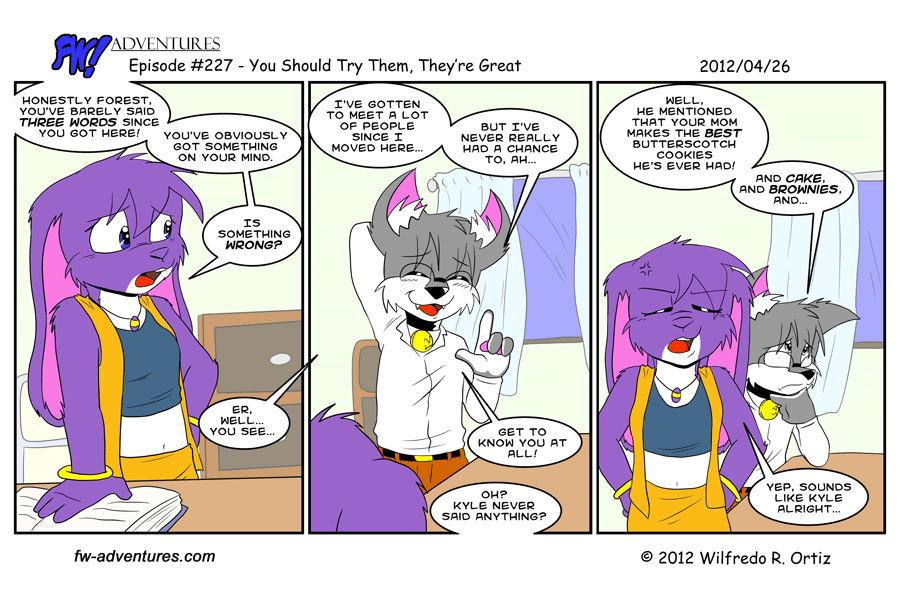 FW! ADVENTURES
Episode #227 - You Should Try Them, They're Great
2012/04/26
HONESTLY FOREST,
YOU'VE BARELY SAID
THREE WORDS SINCE
YOU GOT HERE!
YOU'VE OBVIOUSLY
GOT SOMETHING
ON YOUR MIND.
IS
SOMETHING
WRONG?
ER,
WELL...
YOU SEE...
I'VE GOTTEN
TO MEET A LOT
OF PEOPLE
SINCE I
MOVED HERE...
BUT I'VE
NEVER REALLY
HAD A CHANCE
TO, AH...
GET TO
KNOW YOU AT
ALL!
OH?
KYLE NEVER
SAID ANYTHING?
WELL,
HE MENTIONED
THAT YOUR MOM
MAKES THE BEST
BUTTERSCOTCH
COOKIES
HE'S EVER HAD!
AND CAKE,
AND BROWNIES,
AND...
YEP, SOUNDS
LIKE KYLE
ALRIGHT...
fw-adventures.com
© 2012 Wilfredo R. Ortiz